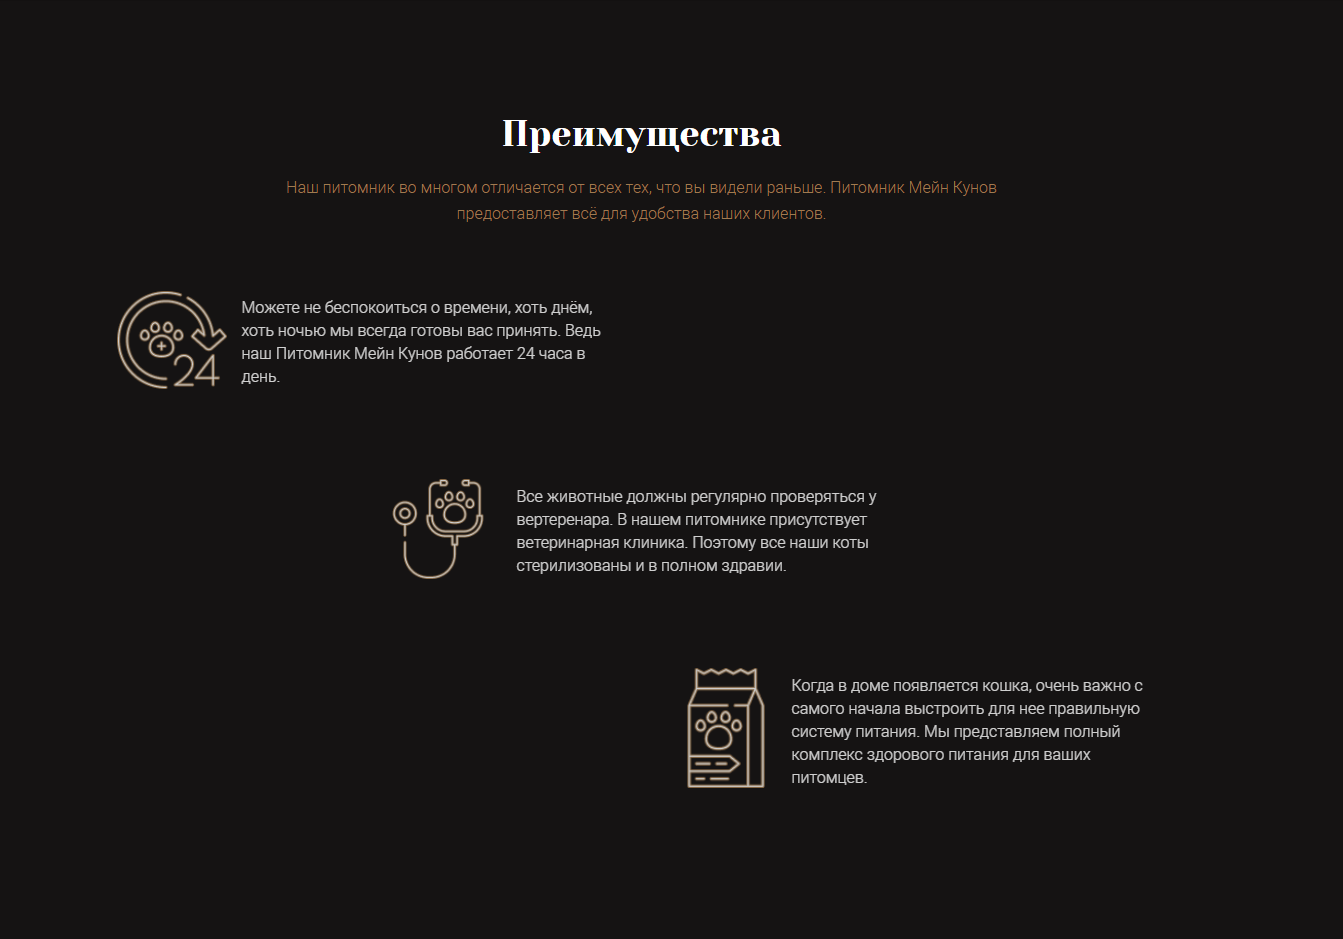 Преимущества
Наш питомник во многом отличается от всех тех, что вы видели раньше. Питомник Мейн Кунов
предоставляет всё для удобства наших клиентов.
24
Можете не беспокоиться о времени, хоть днём,
хоть ночью мы всегда готовы вас принять. Ведь
наш Питомник Мейн Кунов работает 24 часа в
день.
Все животные должны регулярно проверяться у
вертеренара. В нашем питомнике присутствует
ветеринарная клиника. Поэтому все наши коты
стерилизованы и в полном здравии.
Когда в доме появляется кошка, очень важно с
самого начала выстроить для нее правильную
систему питания. Мы представляем полный
комплекс здорового питания для ваших
питомцев.